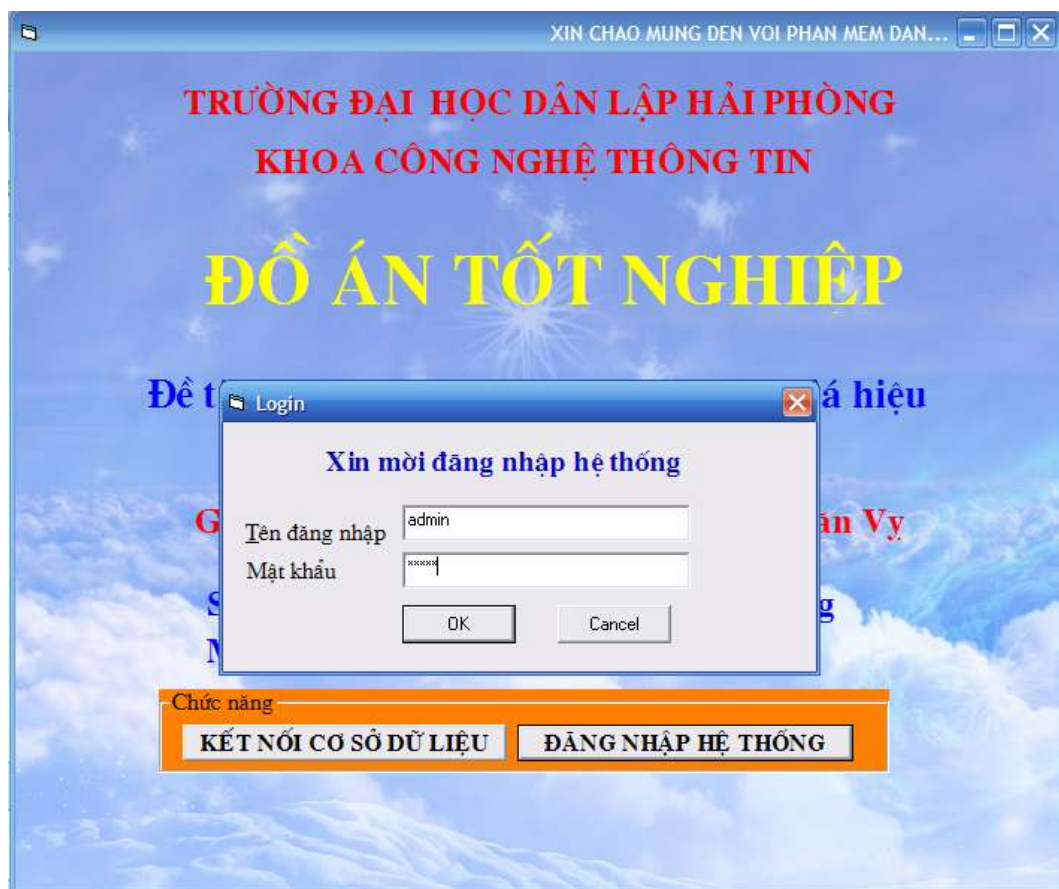 XIN CHAO MUNG DEN VOI PHAN MEM DAN...
TRƯỜNG ĐẠI HỌC DÂN LẬP HẢI PHÒNG
KHOA CÔNG NGHỆ THÔNG TIN
ĐỒ ÁN TỐT NGHIỆP
Đề á hiệu
Login
Xin mời đăng nhập hệ thống
Vy
Tên đăng nhập admin
Mật khẩu *****
OK Cancel
Chức năng
KẾT NỐI CƠ SỞ DỮ LIỆU ĐĂNG NHẬP HỆ THỐNG